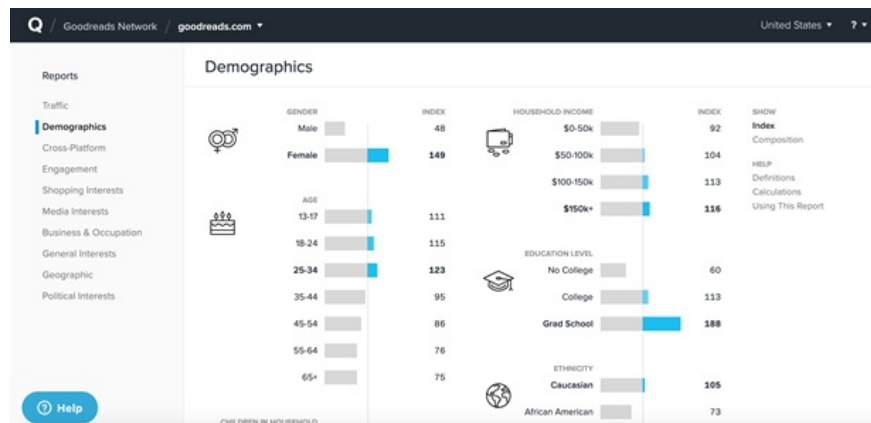 Q / Goodreads Network / goodreads.com
United States ?
Reports
Traffic
Demographics
Cross-Platform
Engagement
Shopping Interests
Media Interests
Business & Occupation
General Interests
Geographic
Political Interests
? Help
Demographics
GENDER INDEX
Male 48
Female 149
AGE
13-17 111
18-24 115
25-34 123
35-44 95
45-54 86
55-64 76
65+ 75
CHILDREN IN HOUSEHOLD
HOUSEHOLD INCOME INDEX
$0-50k 92
$50-100k 104
$100-150k 113
$150k+ 116
EDUCATION LEVEL
No College 60
College 113
Grad School 188
ETHNICITY
Caucasian 105
African American 73
SHOW
Index
Composition
HELP
Definitions
Calculations
Using This Report